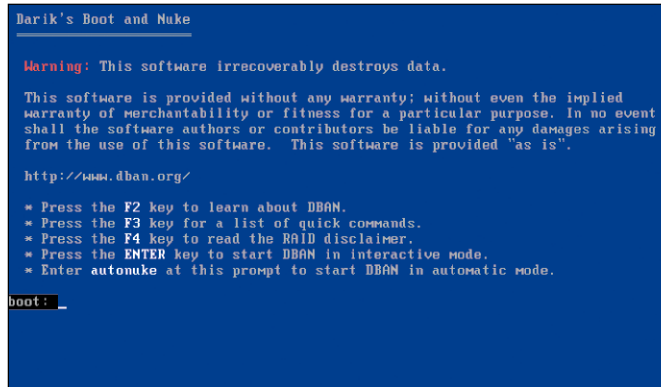 Darik's Boot and Nuke
Warning: This software irrecoverably destroys data.
This software is provided without any warranty; without even the implied
warranty of merchantability or fitness for a particular purpose. In no event
shall the software authors or contributors be liable for any damages arising
from the use of this software.  This software is provided "as is".
http://www.dban.org/
* Press the F2 key to learn about DBAN.
* Press the F3 key for a list of quick commands.
* Press the F4 key to read the RAID disclaimer.
* Press the ENTER key to start DBAN in interactive mode.
* Enter autonuke at this prompt to start DBAN in automatic mode.
boot: _